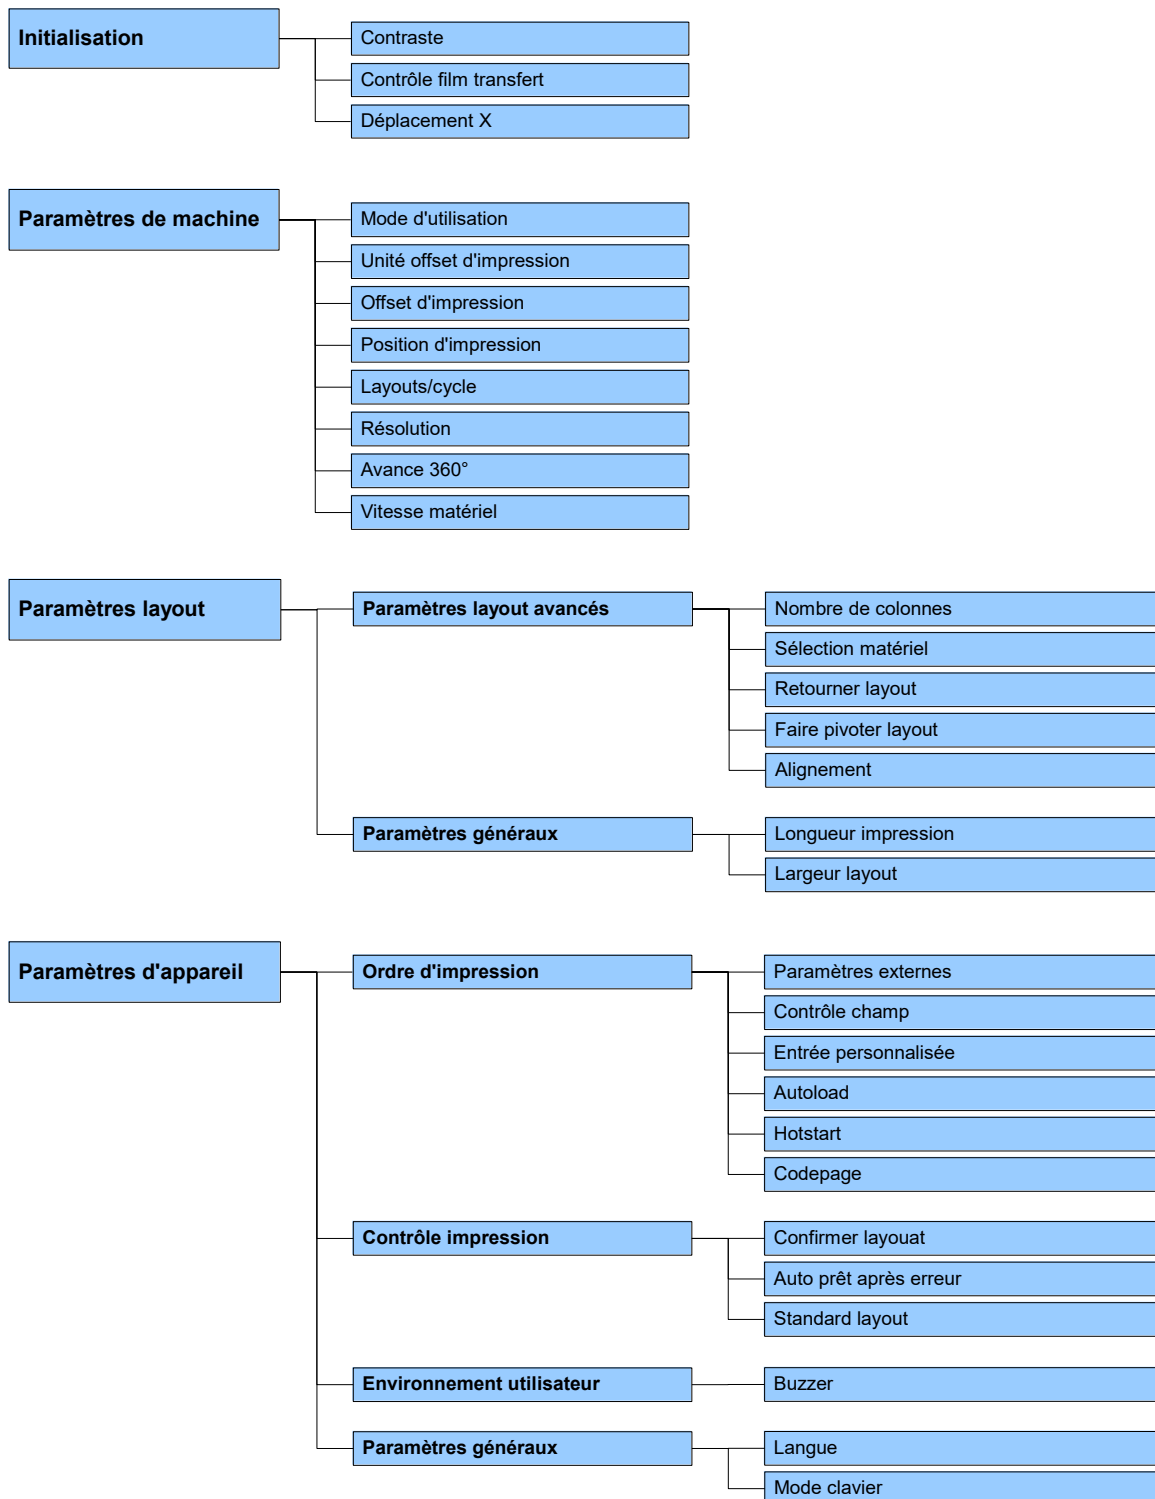 Initialisation
Contraste
Contrôle film transfert
Déplacement X
Paramètres de machine
Mode d'utilisation
Unité offset d'impression
Offset d'impression
Position d'impression
Layouts/cycle
Résolution
Avance 360°
Vitesse matériel
Paramètres layout
Paramètres layout avancés
Nombre de colonnes
Sélection matériel
Retourner layout
Faire pivoter layout
Alignement
Paramètres généraux
Longueur impression
Largeur layout
Paramètres d'appareil
Ordre d'impression
Paramètres externes
Contrôle champ
Entrée personnalisée
Autoload
Hotstart
Codepage
Contrôle impression
Confirmer layouat
Auto prêt après erreur
Standard layout
Environnement utilisateur
Buzzer
Paramètres généraux
Langue
Mode clavier